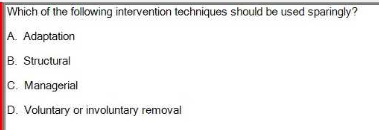 Which of the following intervention techniques should be used sparingly?
A. Adaptation
B. Structural
C. Managerial
D. Voluntary or involuntary removal